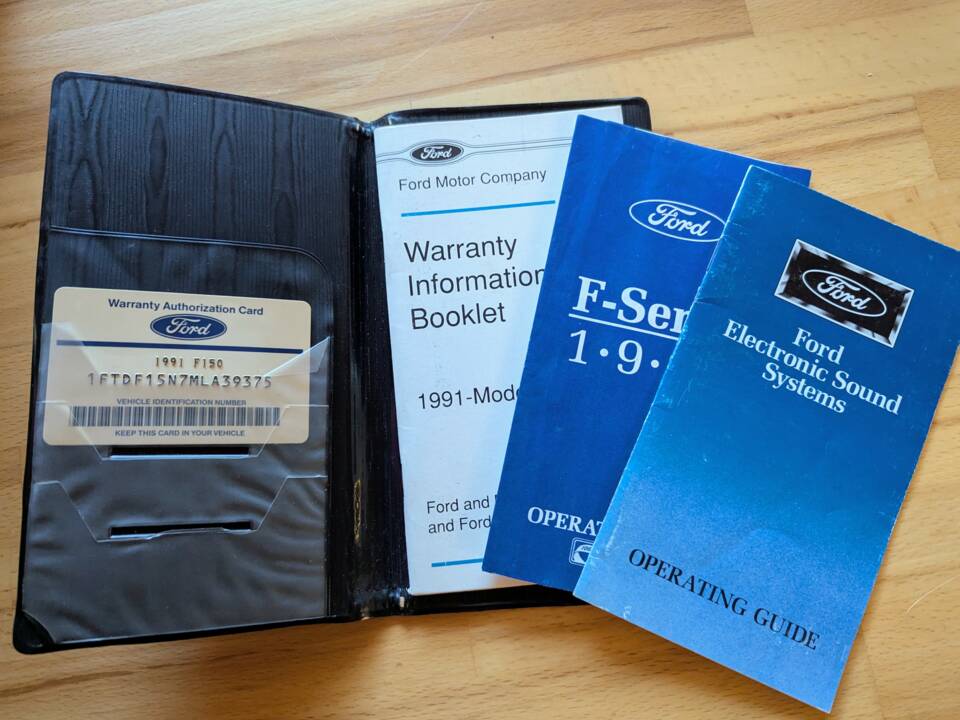 Warranty Authorization Card
Ford
1991 F150
1FTDF15N7MLA39375
VEHICLE IDENTIFICATION NUMBER
KEEP THIS CARD IN YOUR VEHICLE
Ford
Ford Motor Company
Warranty
Information
Booklet
1991-Mode
Ford and
and Ford
Ford
F-Ser
1•9•
OPERAT
Ford
Ford
Electronic Sound
Systems
OPERATING GUIDE